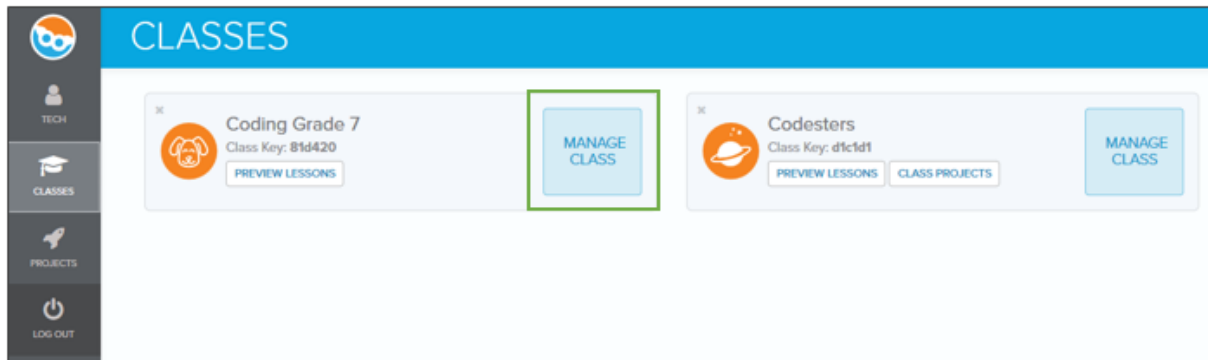 CLASSES
TECH
CLASSES
PROJECTS
LOG OUT
Coding Grade 7
Class Key: 81d420
PREVIEW LESSONS
MANAGE
CLASS
Codesters
Class Key: d1c1d1
PREVIEW LESSONS CLASS PROJECTS
MANAGE
CLASS